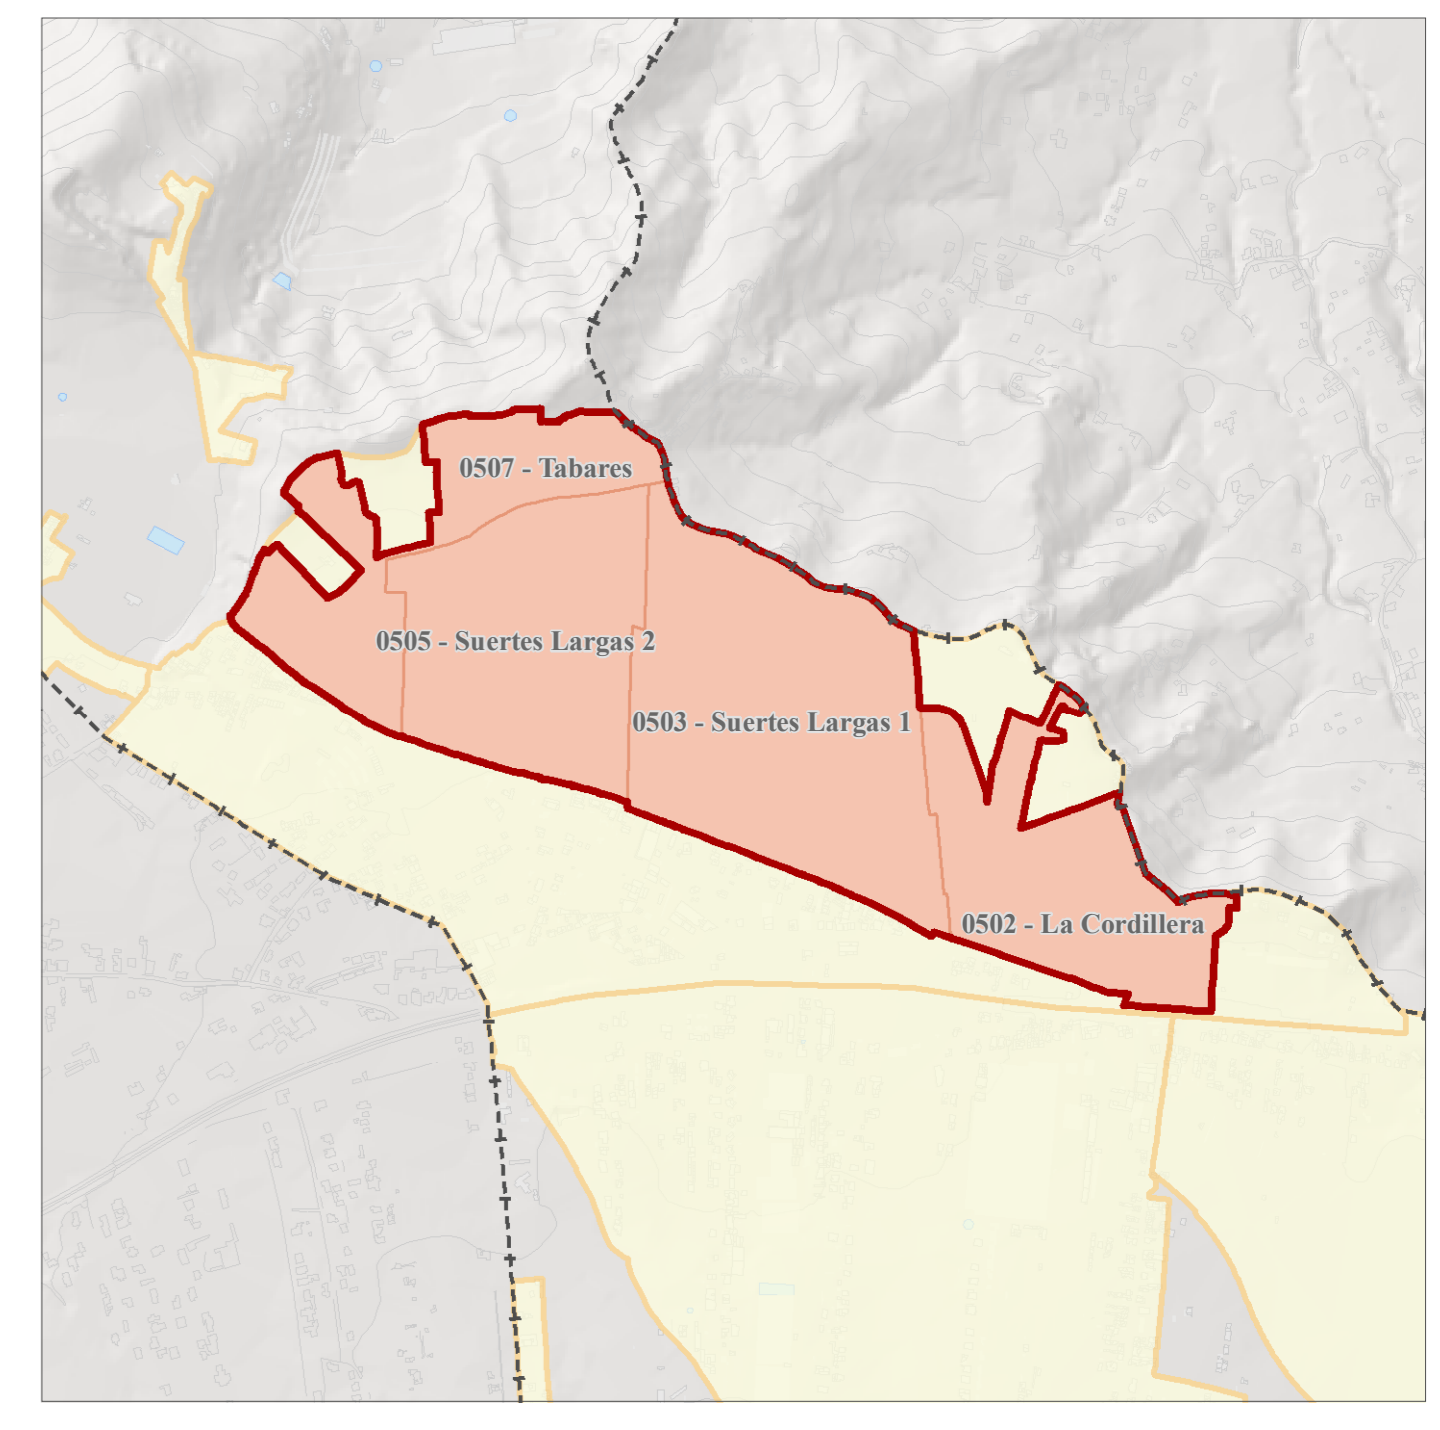 0507 - Tabares
0505 - Suertes Largas 2
0503 - Suertes Largas 1
0502 - La Cordillera